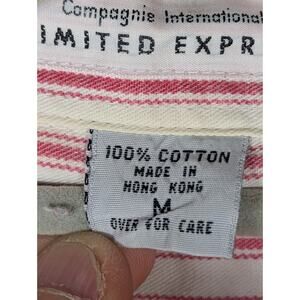 Compagnie International
IMITED EXPR
100% COTTON
MADE IN
HONG KONG
M
OVER FOR CARE